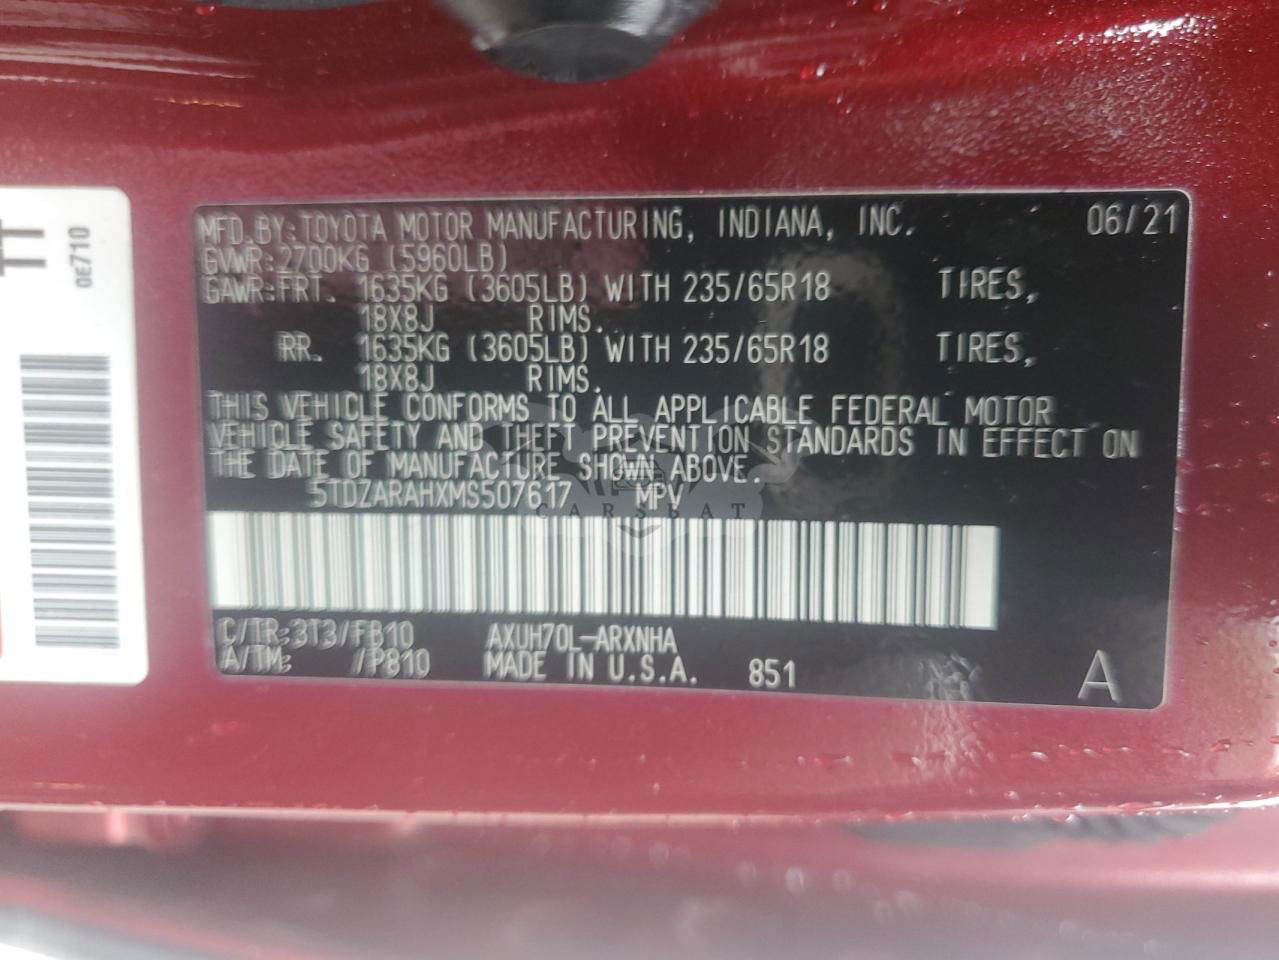 MFD.BY:TOYOTA MOTOR MANUFACTURING, INDIANA, INC. 06/21
GVWR:2700KG (5960LB)
GAWR:FRT. 1635KG (3605LB) WITH 235/65R18 TIRES,
18X8J RIMS.
RR. 1635KG (3605LB) WITH 235/65R18 TIRES,
18X8J RIMS.
THIS VEHICLE CONFORMS TO ALL APPLICABLE FEDERAL MOTOR
VEHICLE SAFETY AND THEFT PREVENTION STANDARDS IN EFFECT ON
THE DATE OF MANUFACTURE SHOWN ABOVE.
5TDZARAHXMS507617 MPV
CARSBAT
C/TR:3T3/FB10 AXUH70L-ARXNHA
A/TM: /P810 MADE IN U.S.A. 851 A
0E710